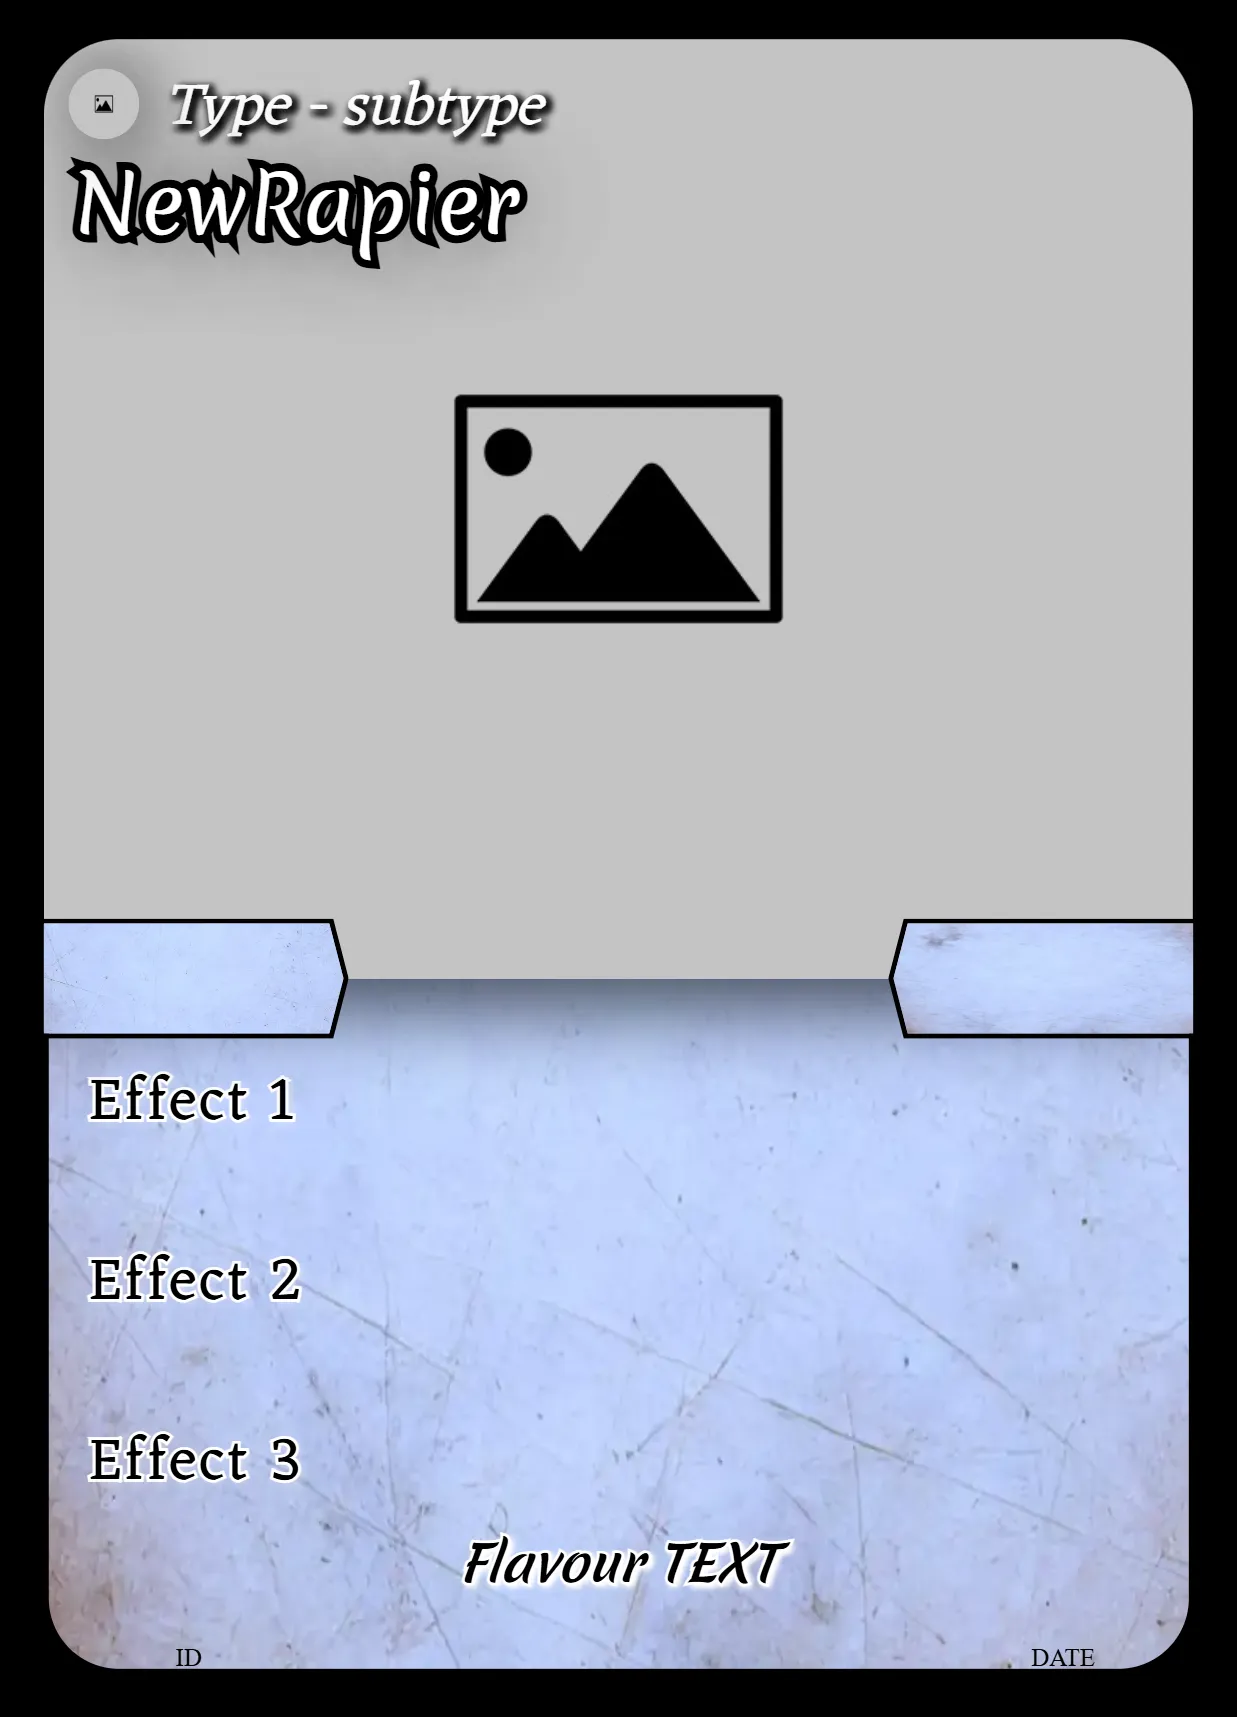 Type - subtype
NewRapier
Effect 1
Effect 2
Effect 3
Flavour TEXT
ID
DATE